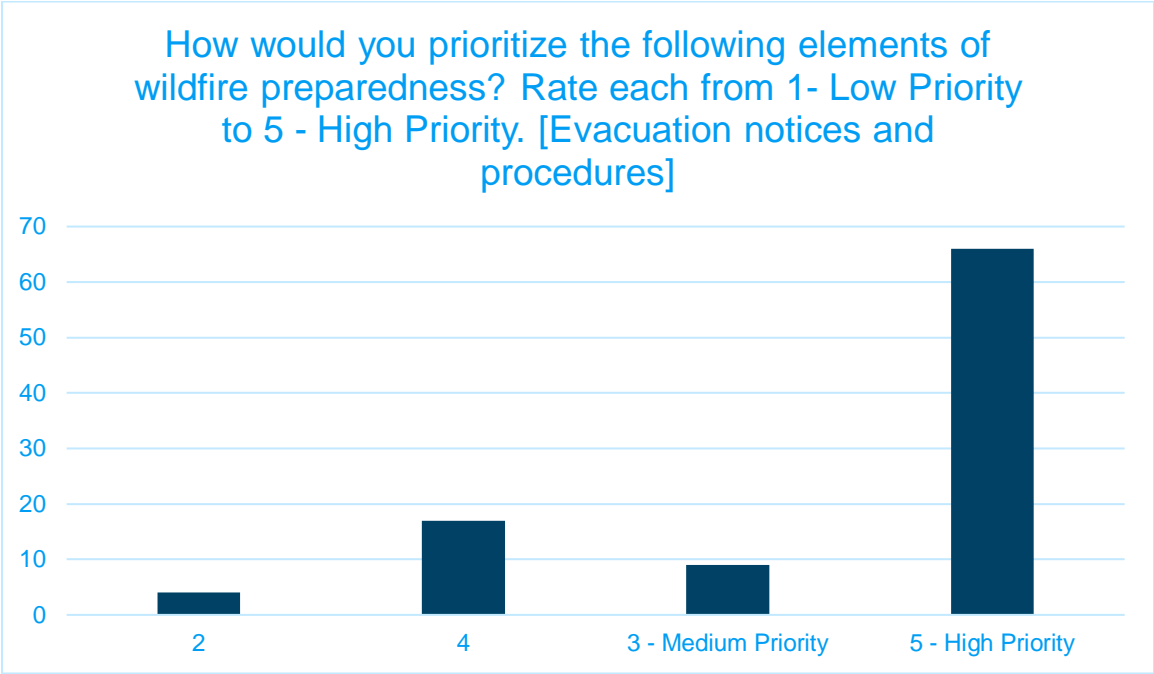 How would you prioritize the following elements of
wildfire preparedness? Rate each from 1- Low Priority
to 5 - High Priority. [Evacuation notices and
procedures]
70
60
50
40
30
20
10
0
2 4 3 - Medium Priority 5 - High Priority